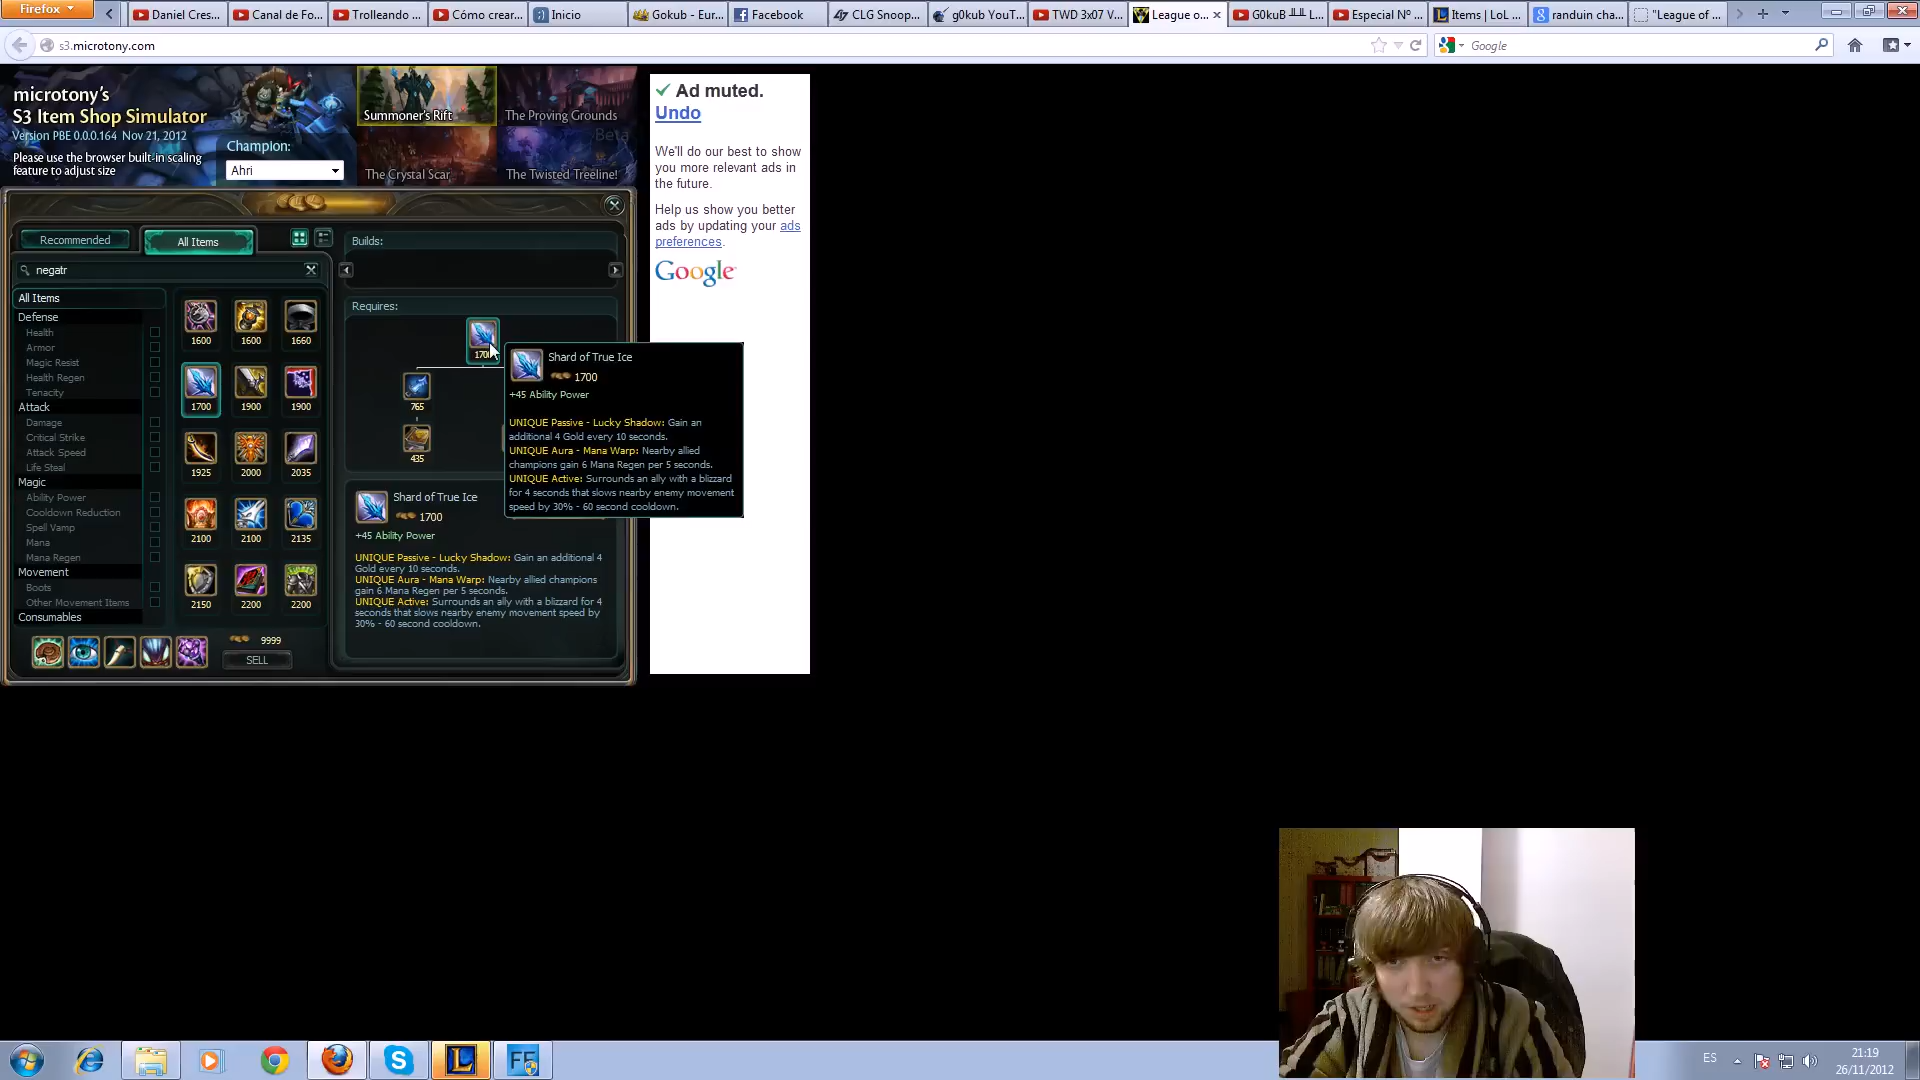 Firefox
Daniel Cres...
Canal de Fo...
Trolleando ...
Cómo crear...
Inicio
Gokub - Eur...
Facebook
CLG Snoop...
g0kub YouT...
TWD 3x07 V...
League o...
Especial Nº ...
Items | LoL ...
randuin cha...
"League of ...
s3.microtony.com
Google
microtony's
S3 Item Shop Simulator
Version PBE 0.0.0.164 Nov 21, 2012
Please use the browser built-in scaling
feature to adjust size
Champion:
Ahri
Summoner's Rift
The Proving Grounds
Beta
The Crystal Scar
The Twisted Treeline!
Ad muted.
Undo
We'll do our best to show
you more relevant ads in
the future.
Help us show you better
ads by updating your ads
preferences.
Google
Recommended
All Items
negatr
All Items
Defense
Health
Armor
Magic Resist
Health Regen
Tenacity
Attack
Damage
Critical Strike
Attack Speed
Life Steal
Magic
Ability Power
Cooldown Reduction
Spell Vamp
Mana
Mana Regen
Movement
Boots
Other Movement Items
Consumables
1600 1600 1660
1700 1900 1900
1925 2000 2035
2100 2100 2135
2150 2200 2200
9999
SELL
Builds:
Requires:
765
435
Shard of True Ice
1700
+45 Ability Power
UNIQUE Passive - Lucky Shadow: Gain an
additional 4 Gold every 10 seconds.
UNIQUE Aura - Mana Warp: Nearby allied
champions gain 6 Mana Regen per 5 seconds.
UNIQUE Active: Surrounds an ally with a blizzard
for 4 seconds that slows nearby enemy movement
speed by 30% - 60 second cooldown.
Shard of True Ice
1700
+45 Ability Power
UNIQUE Passive - Lucky Shadow: Gain an additional 4
Gold every 10 seconds.
UNIQUE Aura - Mana Warp: Nearby allied champions
gain 6 Mana Regen per 5 seconds.
UNIQUE Active: Surrounds an ally with a blizzard for 4
seconds that slows nearby enemy movement speed by
30% - 60 second cooldown.
ES
21:19
26/11/2012